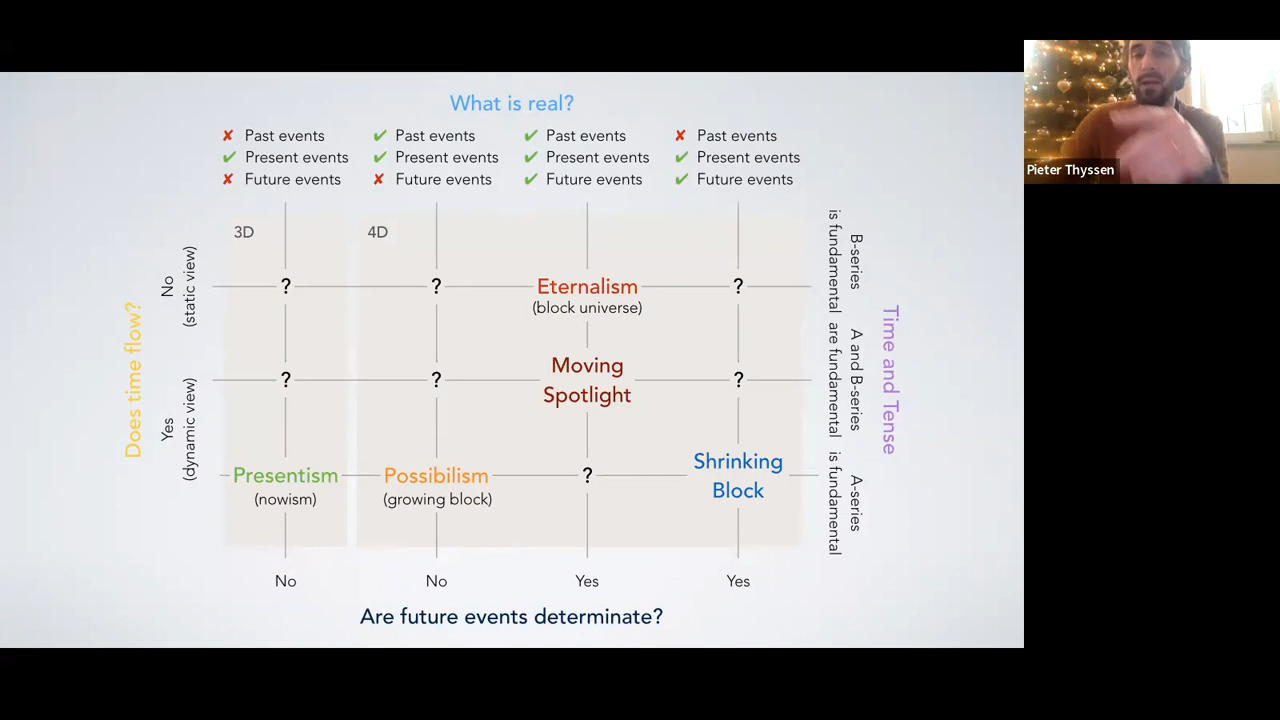 What is real?
✘ Past events
✔ Present events
✘ Future events
✔ Past events
✔ Present events
✘ Future events
✔ Past events
✔ Present events
✔ Future events
✘ Past events
✔ Present events
✔ Future events
Does time flow?
No
(static view)
Yes
(dynamic view)
3D
4D
?
?
Eternalism
(block universe)
?
?
?
Moving
Spotlight
?
Presentism
(nowism)
Possibilism
(growing block)
?
Shrinking
Block
B-series
is fundamental
A and B-series
are fundamental
A-series
is fundamental
Time and Tense
No
No
Yes
Yes
Are future events determinate?
Pieter Thyssen